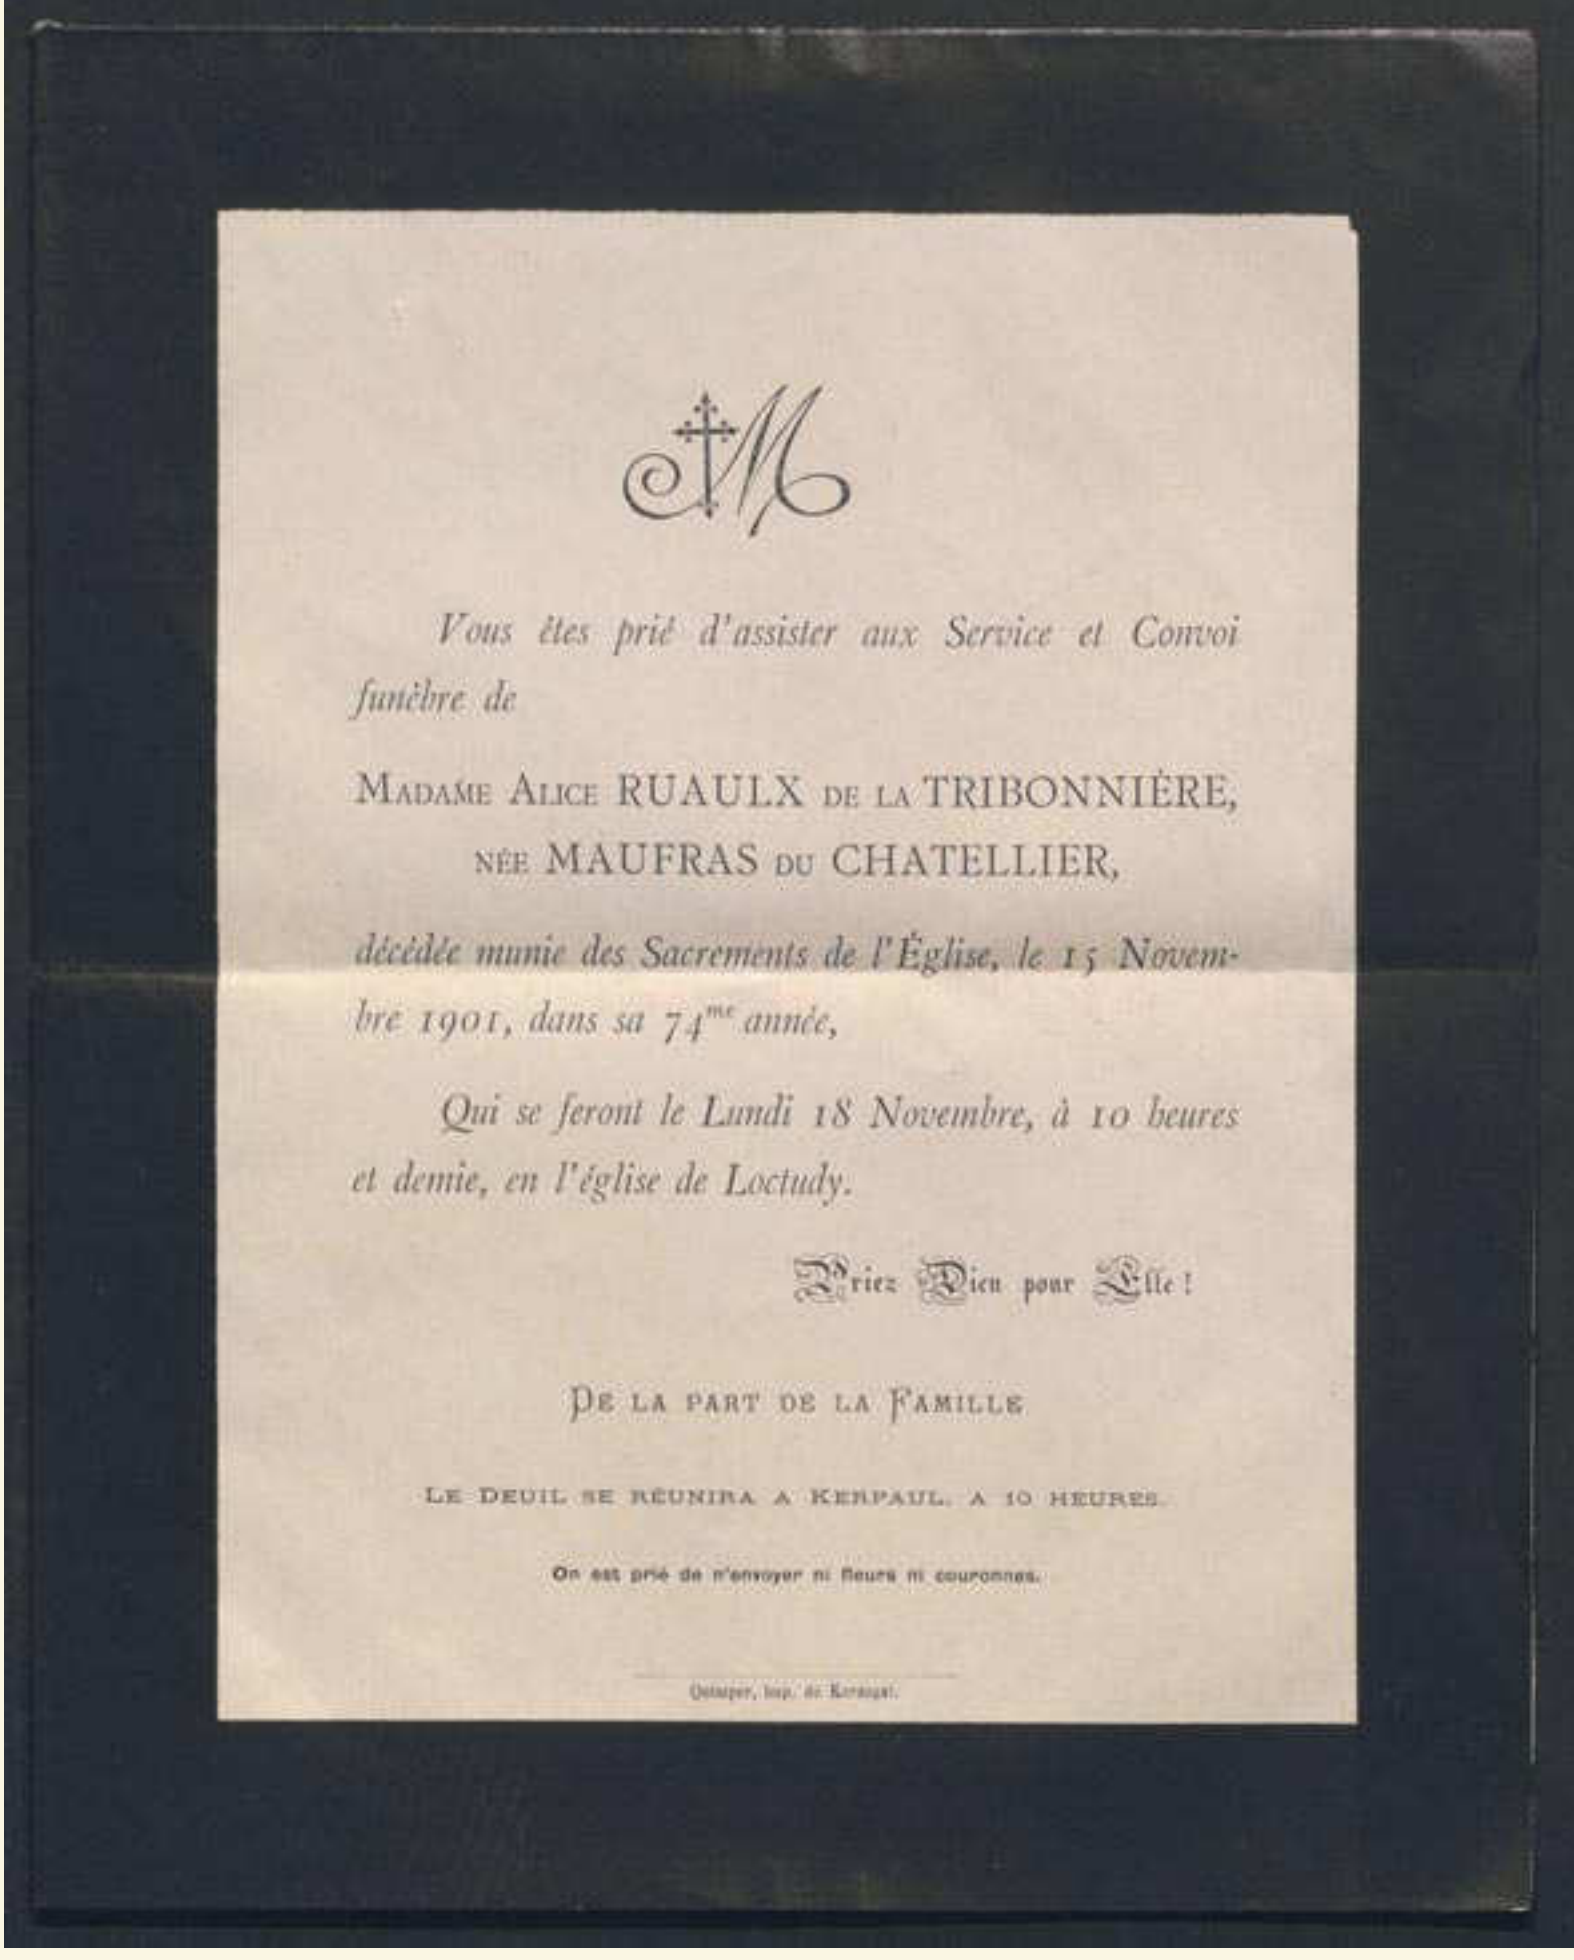 M
Vous êtes prié d'assister aux Service et Convoi
funèbre de
MADAME ALICE RUAULX DE LA TRIBONNIÈRE,
NÉE MAUFRAS DU CHATELLIER,
décédée munie des Sacrements de l'Église, le 15 Novem-
bre 1901, dans sa 74me année,
Qui se feront le Lundi 18 Novembre, à 10 heures
et demie, en l'église de Loctudy.
Priez Dieu pour Elle !
DE LA PART DE LA FAMILLE
LE DEUIL SE RÉUNIRA A KERPAUL, A 10 HEURES.
On est prié de n'envoyer ni fleurs ni couronnes.
Quimper, imp. de Kerangal.